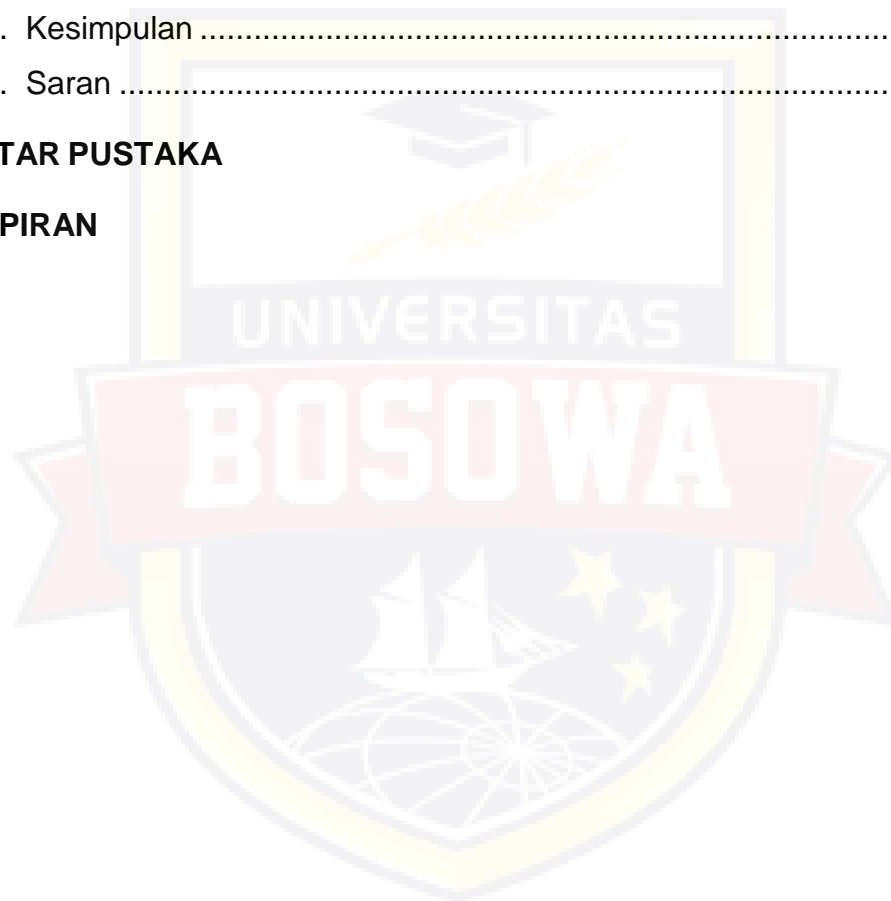 . Kesimpulan ..............................................................................
. Saran .......................................................................................
TAR PUSTAKA
PIRAN
UNIVERSITAS
BOSOWA